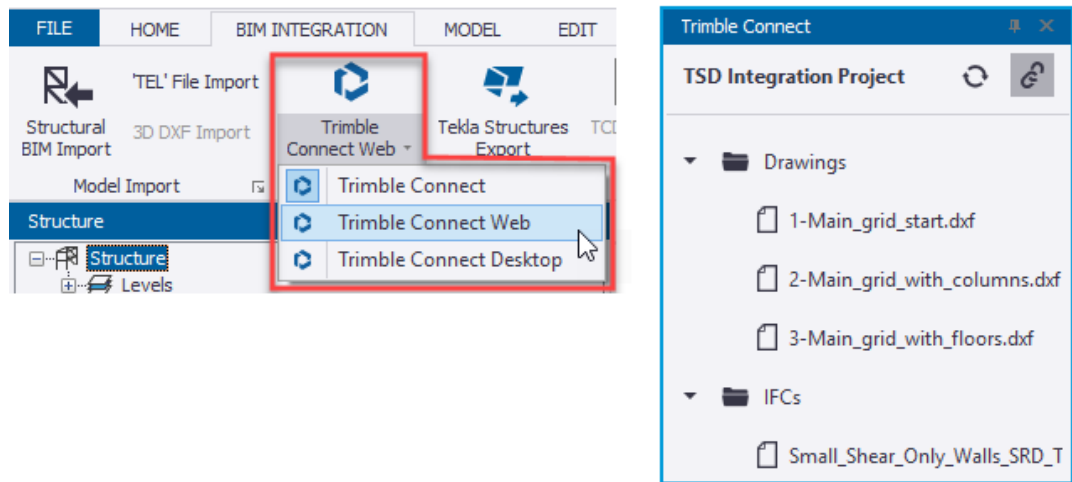 FILE HOME BIM INTEGRATION MODEL EDIT
'TEL' File Import
3D DXF Import
Structural
BIM Import
Trimble
Connect Web
Tekla Structures
Export
Model Import
Trimble Connect
Trimble Connect Web
Trimble Connect Desktop
Structure
Structure
Levels
Trimble Connect
TSD Integration Project
Drawings
1-Main_grid_start.dxf
2-Main_grid_with_columns.dxf
3-Main_grid_with_floors.dxf
IFCs
Small_Shear_Only_Walls_SRD_T